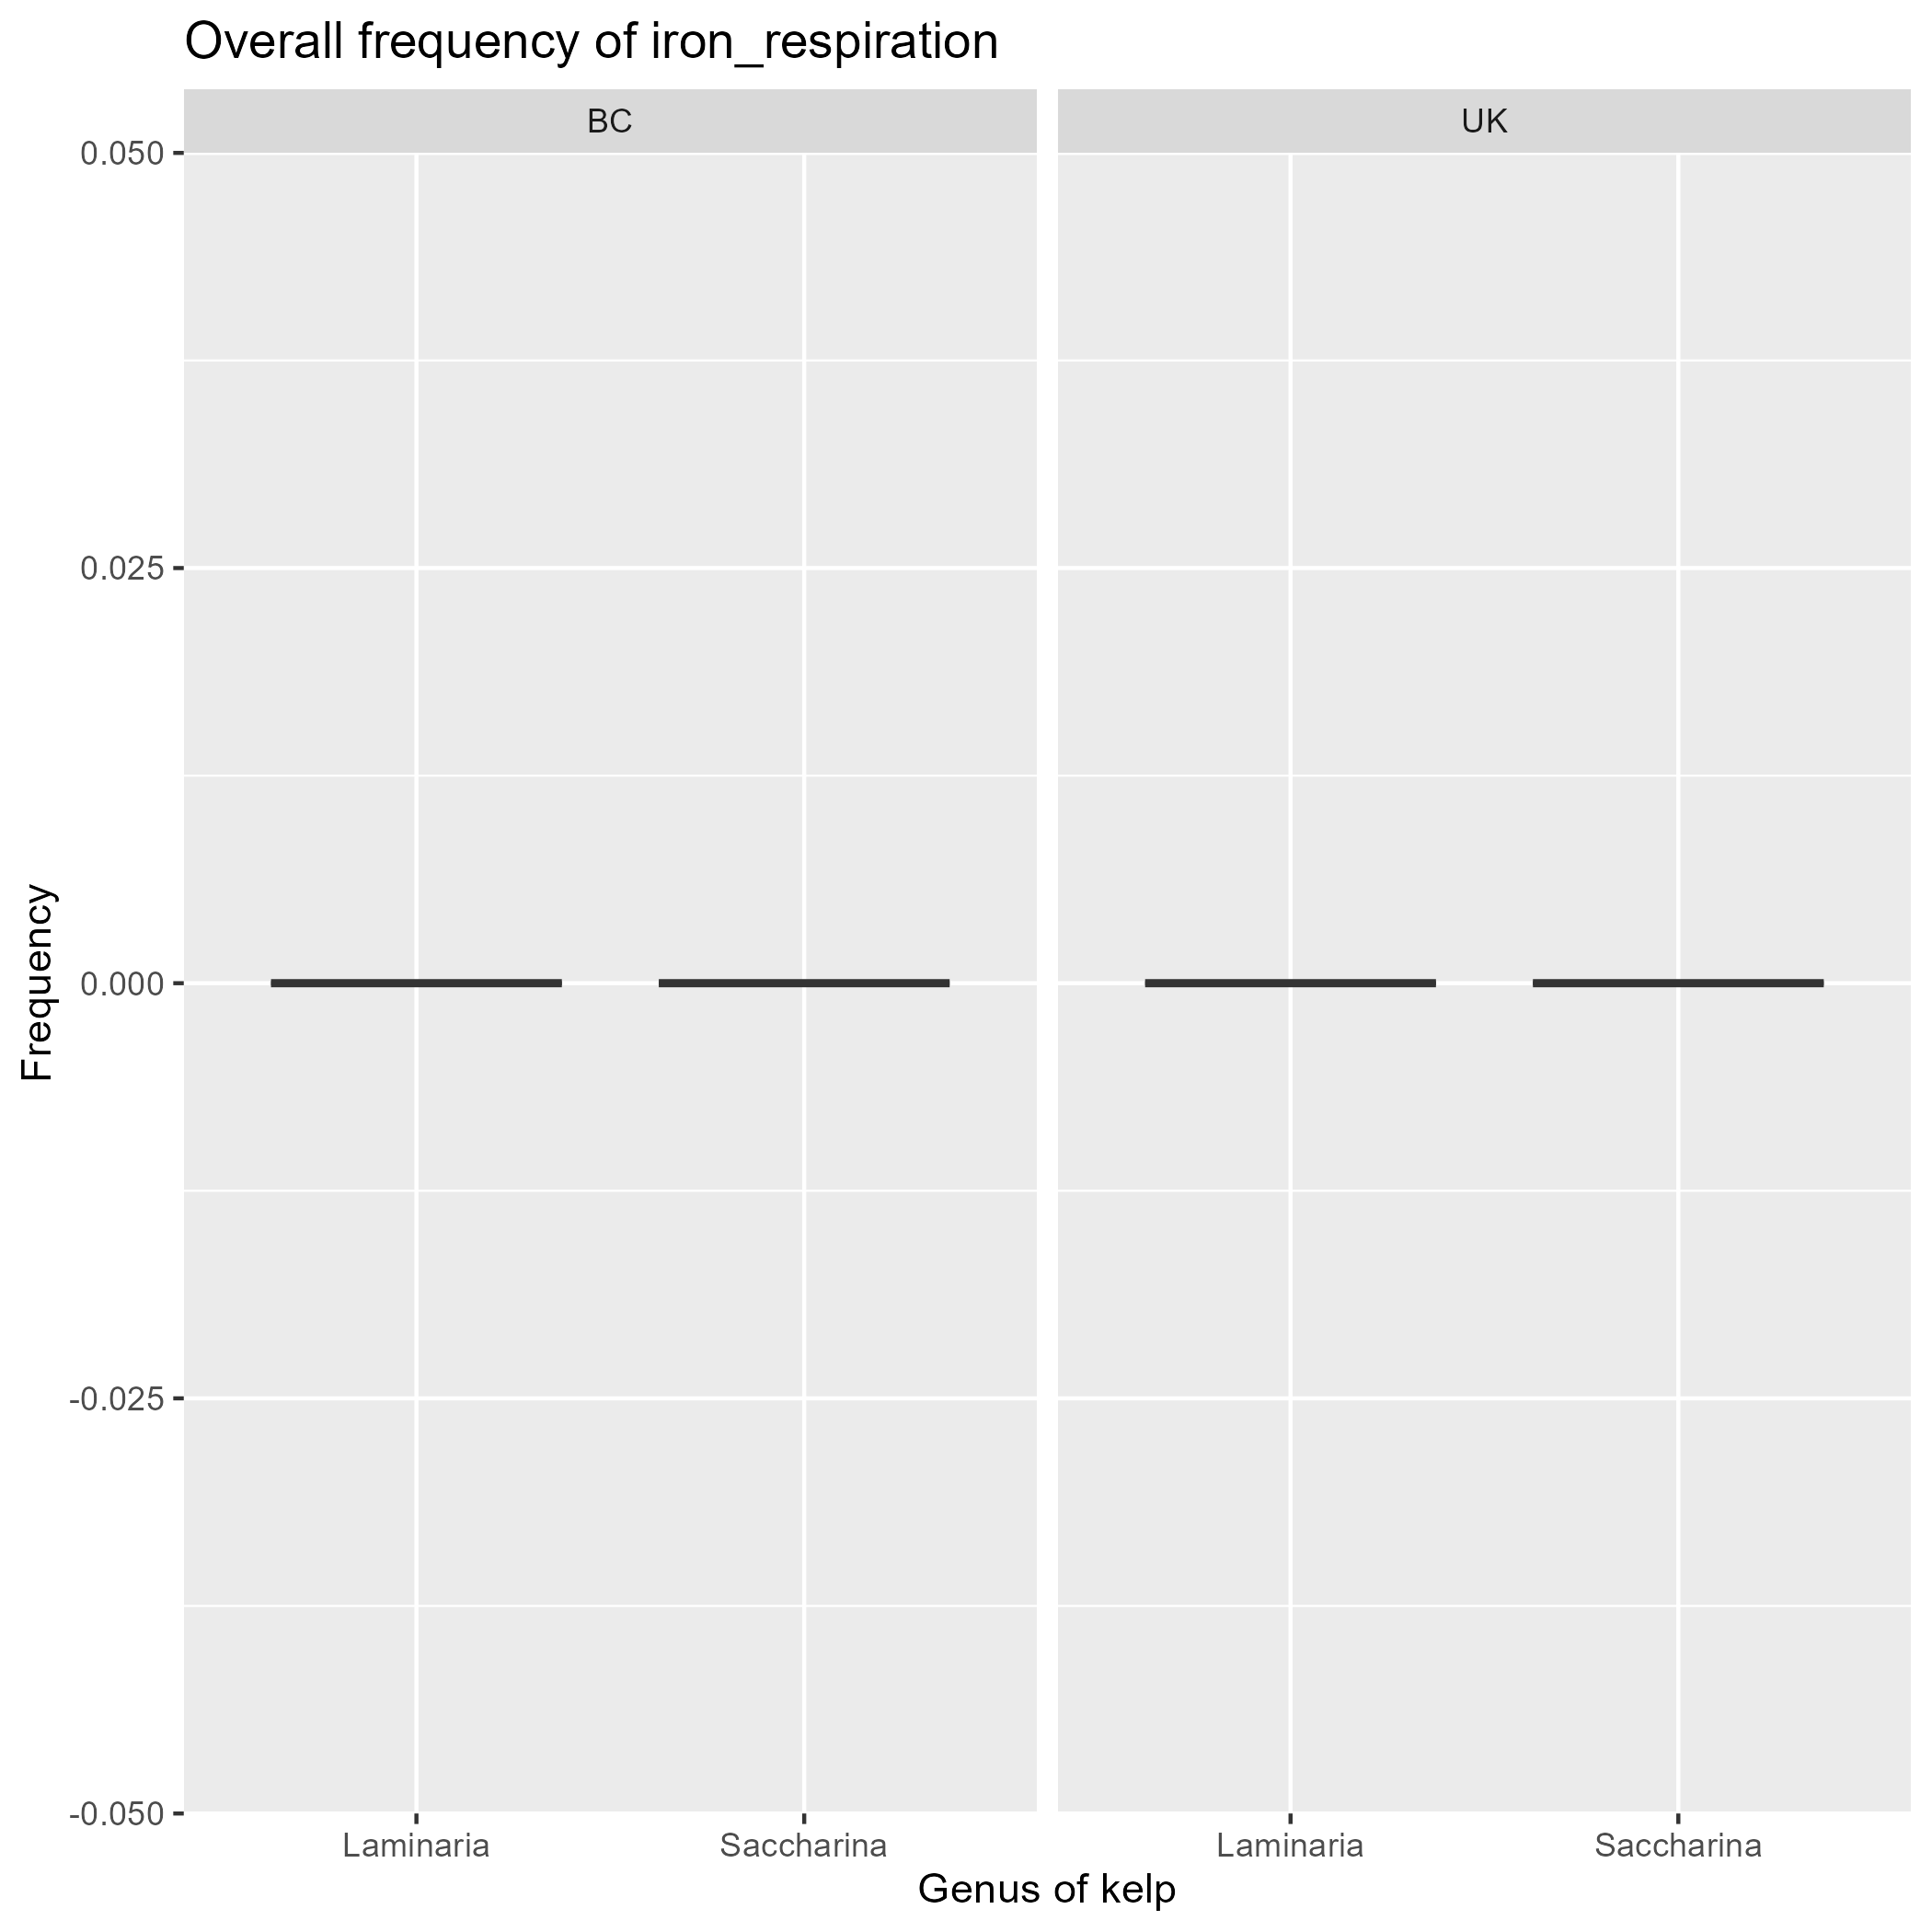 Overall frequency of iron_respiration
BC
UK
0.050
0.025
0.000
-0.025
-0.050
Frequency
Laminaria
Saccharina
Laminaria
Saccharina
Genus of kelp